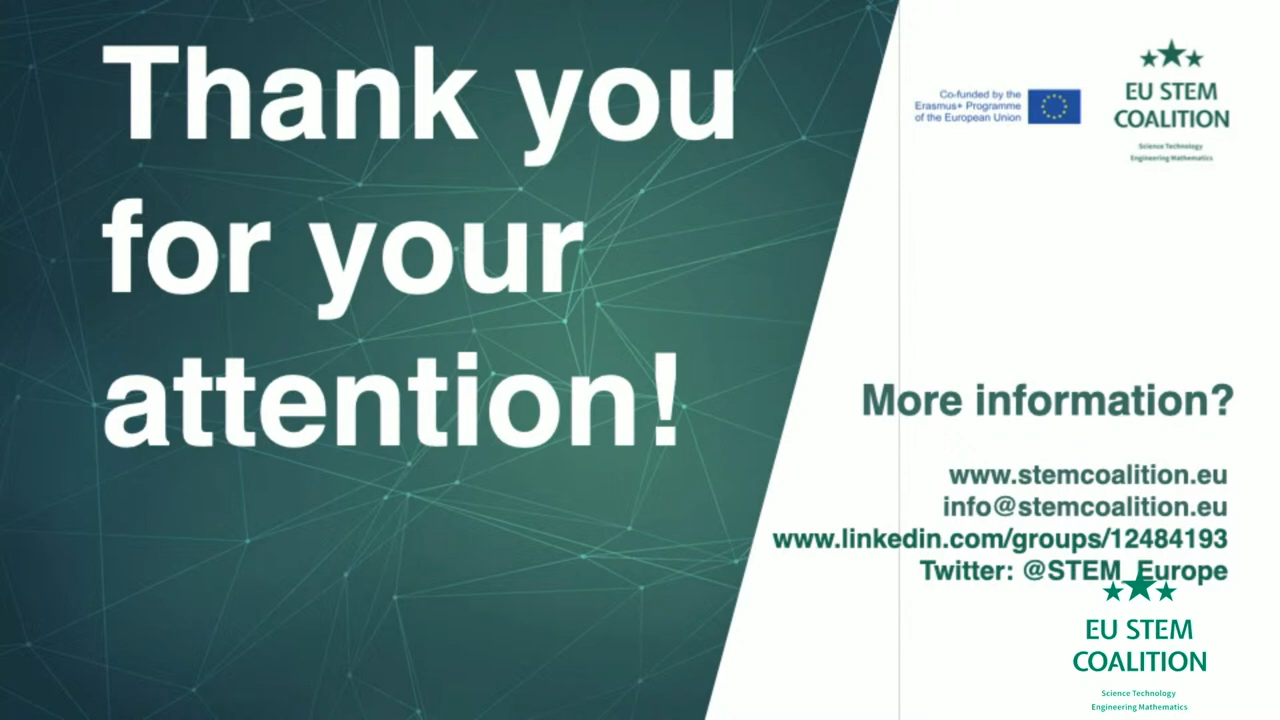 Thank you
for your
attention!
Co-funded by the
Erasmus+ Programme
of the European Union
EU STEM
COALITION
Science Technology
Engineering Mathematics
More information?
www.stemcoalition.eu
info@stemcoalition.eu
www.linkedin.com/groups/12484193
Twitter: @STEM_Europe
EU STEM
COALITION
Science Technology
Engineering Mathematics